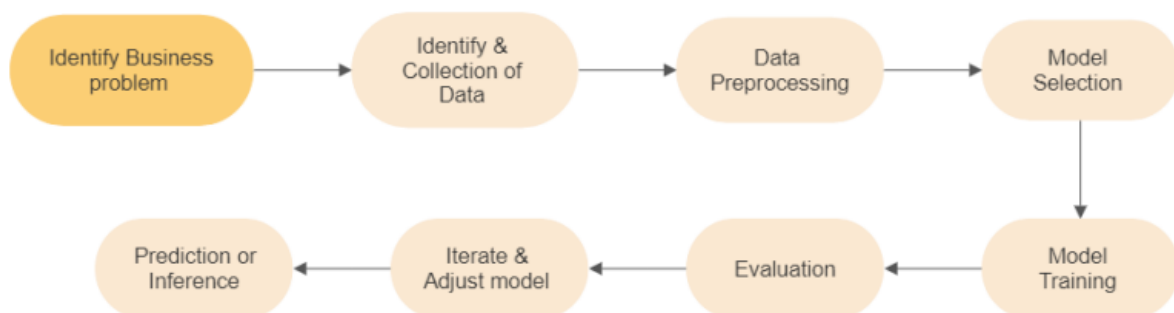 Identify Business
problem
Identify &
Collection of
Data
Data
Preprocessing
Model
Selection
Model
Training
Evaluation
Iterate &
Adjust model
Prediction or
Inference